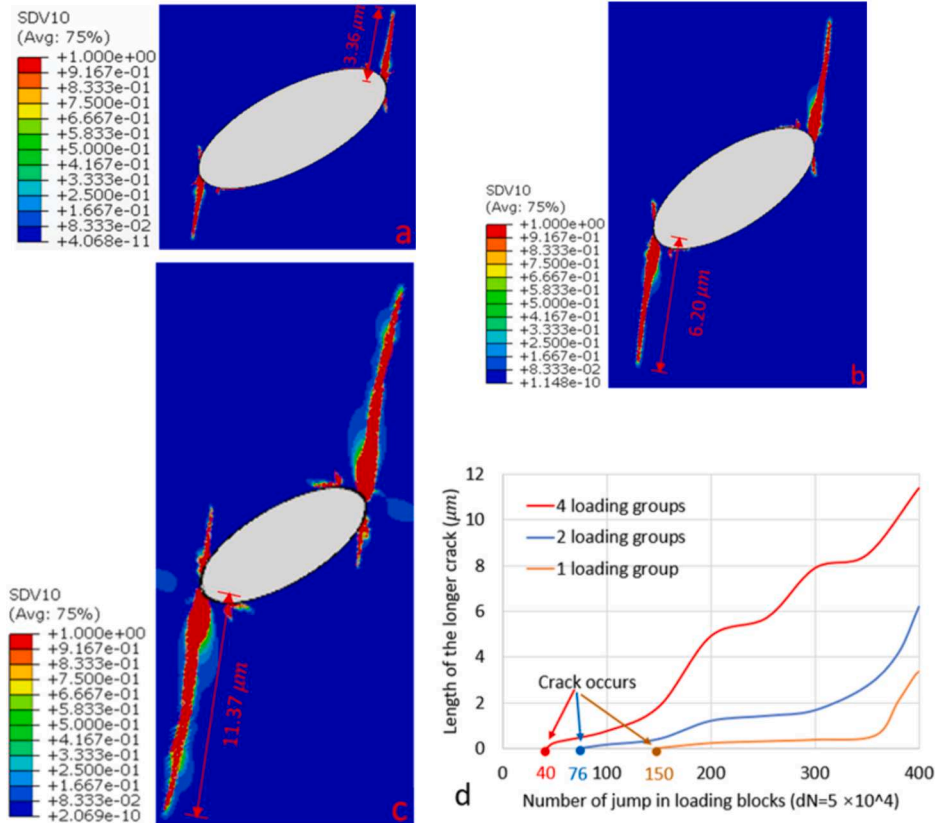 SDV10
(Avg: 75%)
+1.000e+00
+9.167e-01
+8.333e-01
+7.500e-01
+6.667e-01
+5.833e-01
+5.000e-01
+4.167e-01
+3.333e-01
+2.500e-01
+1.667e-01
+8.333e-02
+4.068e-11
3.36 μm
a
SDV10
(Avg: 75%)
+1.000e+00
+9.167e-01
+8.333e-01
+7.500e-01
+6.667e-01
+5.833e-01
+5.000e-01
+4.167e-01
+3.333e-01
+2.500e-01
+1.667e-01
+8.333e-02
+1.148e-10
6.20 μm
b
SDV10
(Avg: 75%)
+1.000e+00
+9.167e-01
+8.333e-01
+7.500e-01
+6.667e-01
+5.833e-01
+5.000e-01
+4.167e-01
+3.333e-01
+2.500e-01
+1.667e-01
+8.333e-02
+2.069e-10
11.37 μm
c
Length of the longer crack (μm)
12
10
8
6
4
2
0
4 loading groups
2 loading groups
1 loading group
Crack occurs
0 40 76 100 150 200 300 400
Number of jump in loading blocks (dN=5 ×10^4)
d